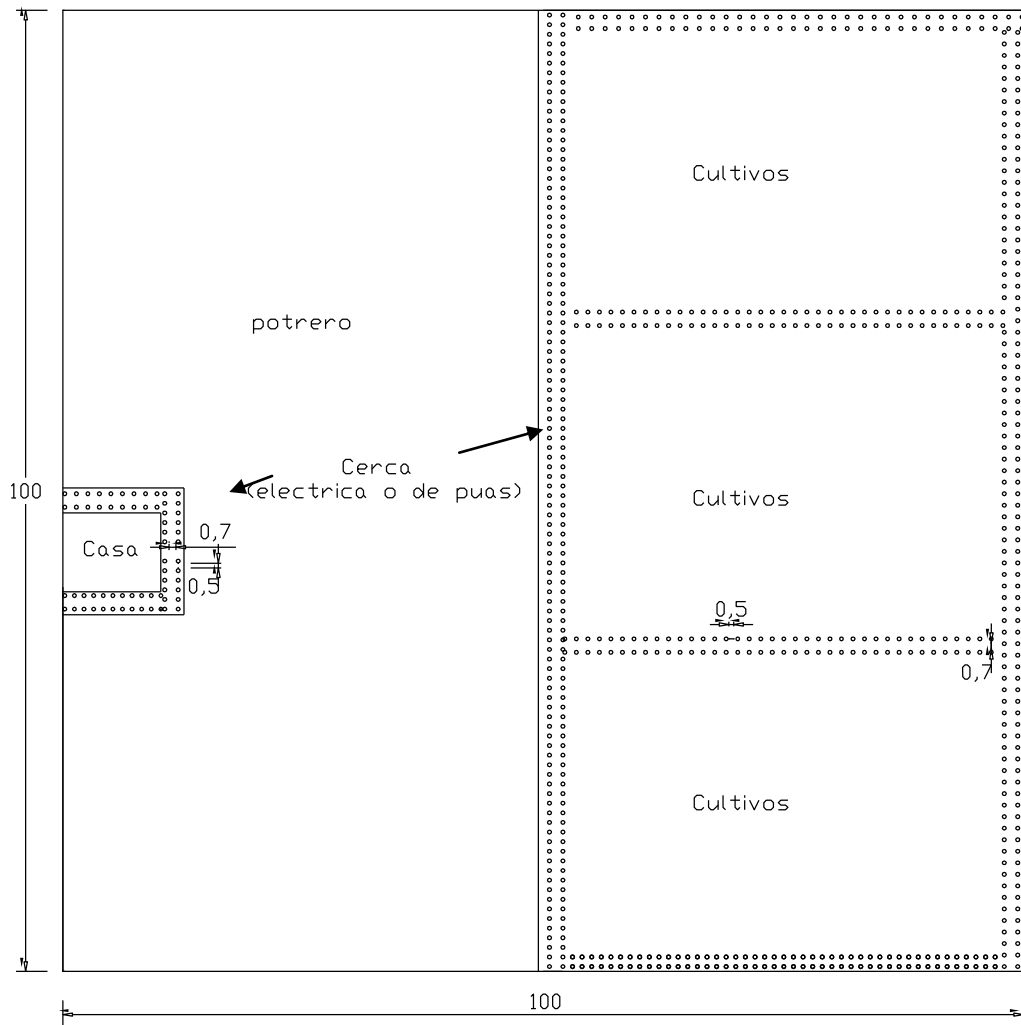 Cultivos
potrero
Cerca
(electrica o de puas)
100
Cultivos
0,7
Casa
0,5
0,5
0,7
Cultivos
100